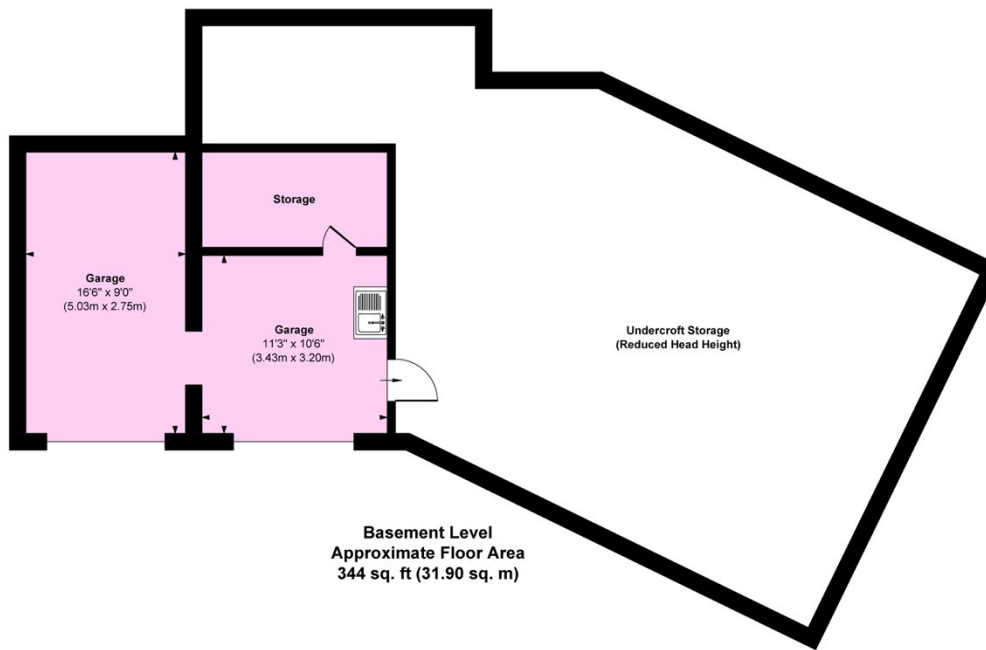 Storage
Garage
16'6" x 9'0"
(5.03m x 2.75m)
Garage
11'3" x 10'6"
(3.43m x 3.20m)
Undercroft Storage
(Reduced Head Height)
Basement Level
Approximate Floor Area
344 sq. ft (31.90 sq. m)